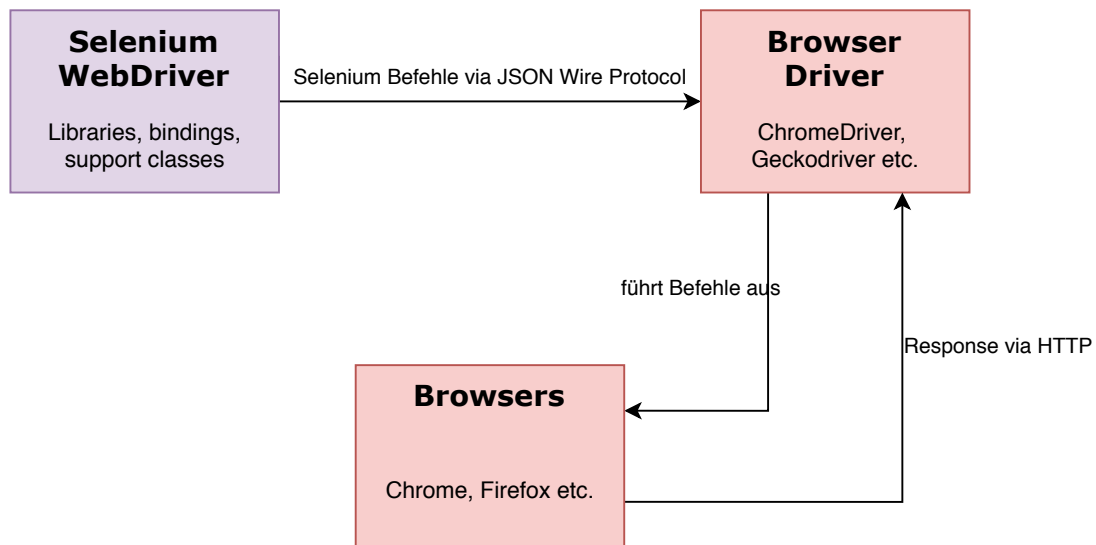 Selenium
WebDriver
Libraries, bindings,
support classes
Selenium Befehle via JSON Wire Protocol
Browser
Driver
ChromeDriver,
Geckodriver etc.
führt Befehle aus
Response via HTTP
Browsers
Chrome, Firefox etc.